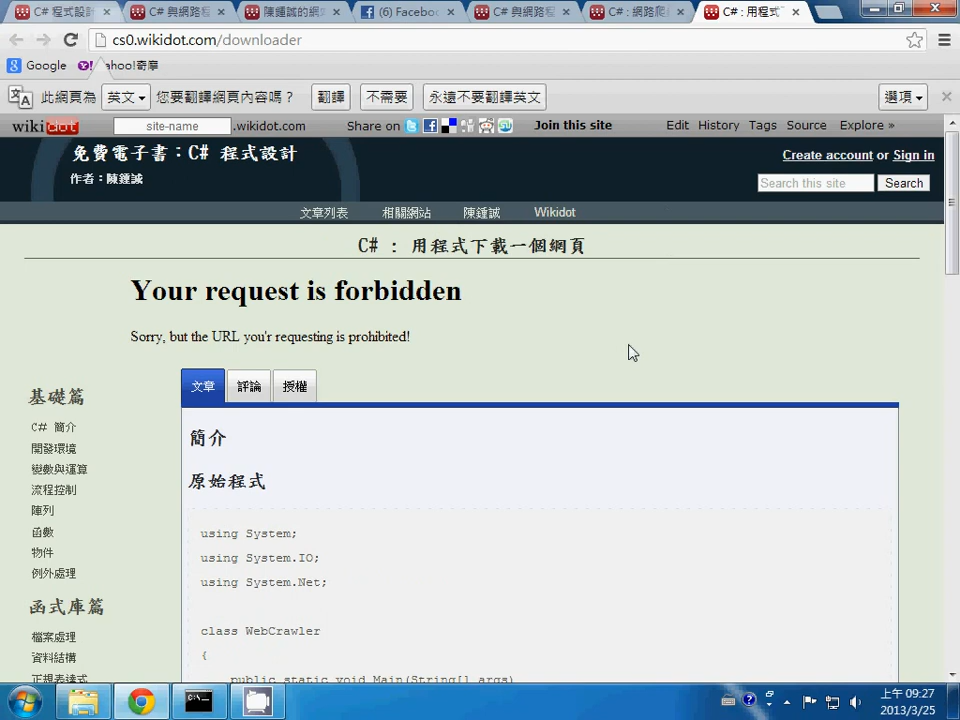 C# 程式設計
C# 與網路程
陳鍾誠的網
(6) Faceboo
C# 與網路程
C# : 網路爬
C# : 用程式
cs0.wikidot.com/downloader
Google
Yahoo!奇摩
此網頁為 英文 您要翻譯網頁內容嗎？ 翻譯 不需要 永遠不要翻譯英文 選項
wikidot site-name .wikidot.com Share on Join this site Edit History Tags Source Explore »
免費電子書：C# 程式設計
Create account or Sign in
作者：陳鍾誠
Search this site Search
文章列表 相關網站 陳鍾誠 Wikidot
C# : 用程式下載一個網頁
Your request is forbidden
Sorry, but the URL you'r requesting is prohibited!
文章 評論 授權
基礎篇
C# 簡介
開發環境
變數與運算
流程控制
陣列
函數
物件
例外處理
函式庫篇
檔案處理
資料結構
正規表達式
簡介
原始程式
using System;
using System.IO;
using System.Net;
class WebCrawler
{
public static void Main(String[] args)
上午 09:27
2013/3/25